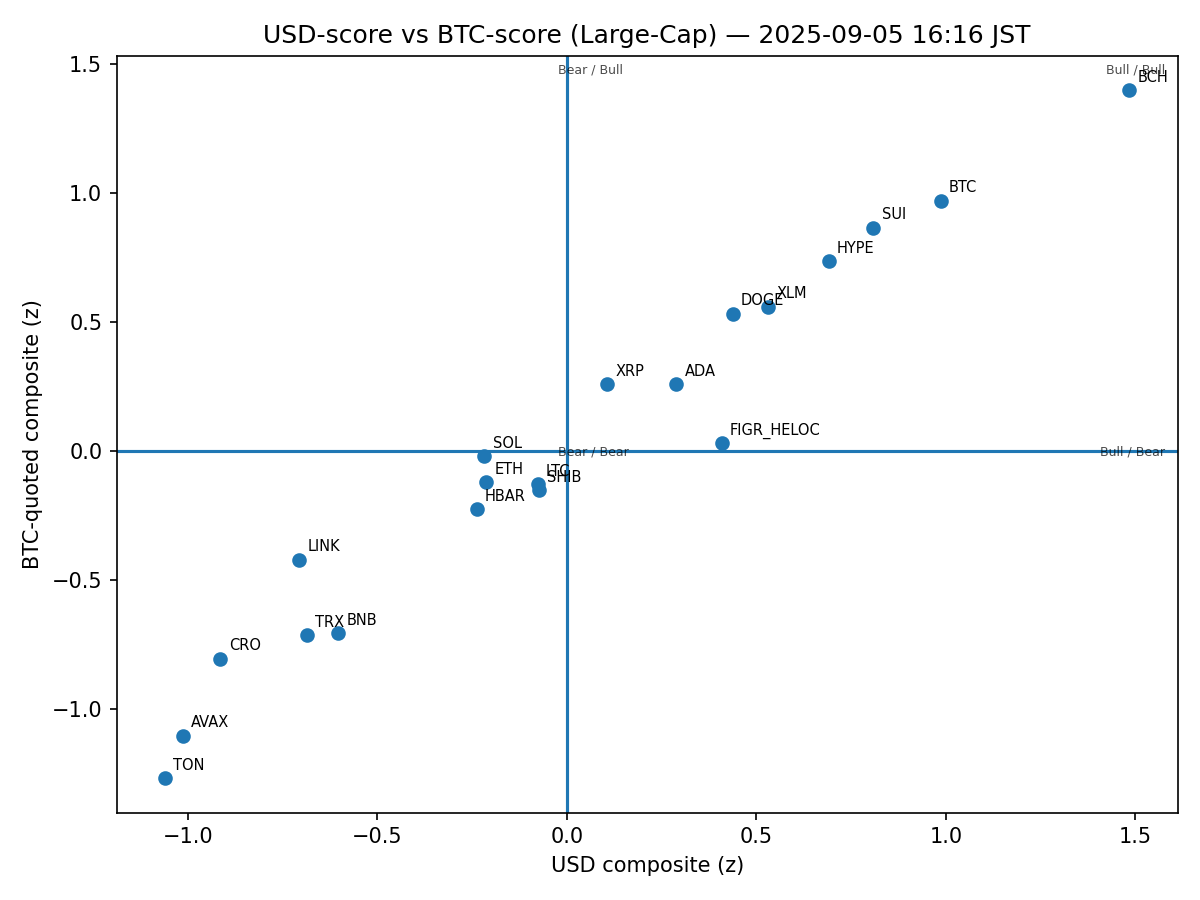 USD-score vs BTC-score (Large-Cap) — 2025-09-05 16:16 JST
Bear / Bull
Bull / Bull
BCH
BTC
SUI
HYPE
XLM
DOGE
XRP
ADA
FIGR_HELOC
SOL
Bear / Bear
Bull / Bear
ETH
LTC
SHIB
HBAR
LINK
TRX
BNB
CRO
AVAX
TON
1.5
1.0
0.5
0.0
−0.5
−1.0
BTC-quoted composite (z)
−1.0
−0.5
0.0
0.5
1.0
1.5
USD composite (z)